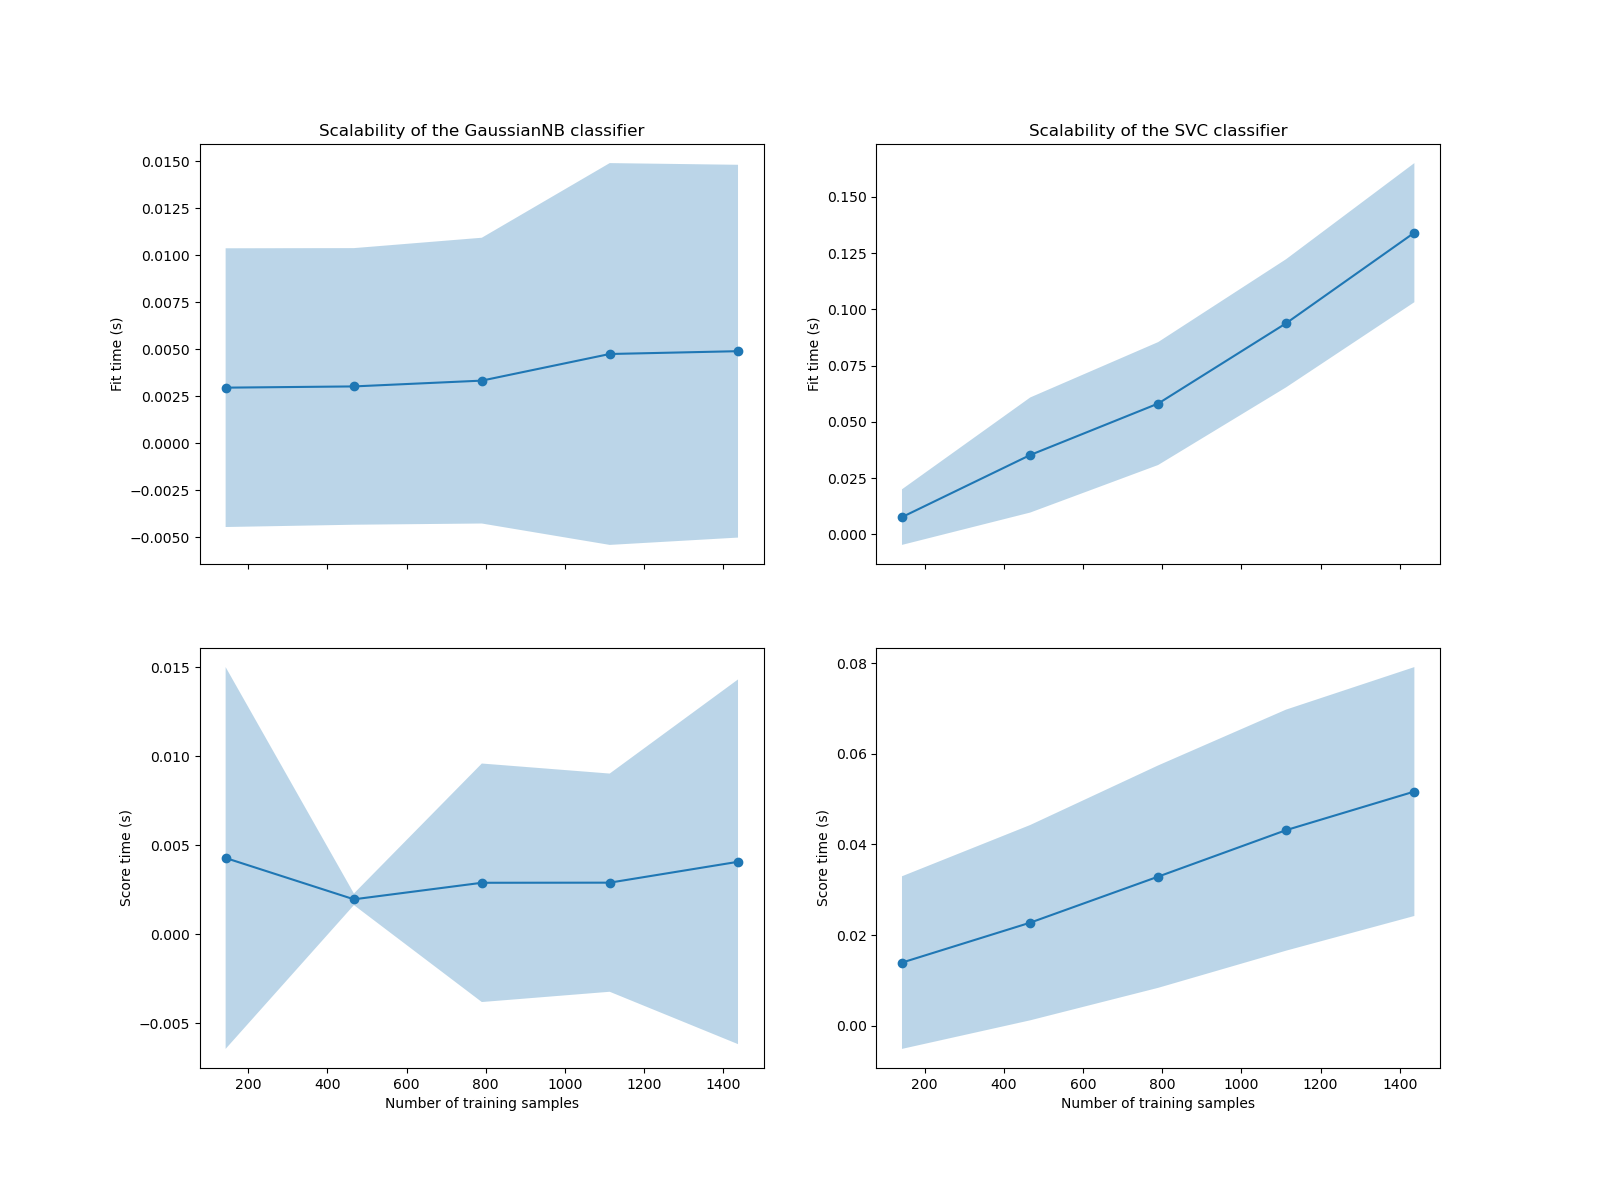 Scalability of the GaussianNB classifier
0.0150
0.0125
0.0100
0.0075
0.0050
0.0025
0.0000
−0.0025
−0.0050
Fit time (s)
Scalability of the SVC classifier
0.150
0.125
0.100
0.075
0.050
0.025
0.000
Fit time (s)
0.015
0.010
0.005
0.000
−0.005
Score time (s)
200 400 600 800 1000 1200 1400
Number of training samples
0.08
0.06
0.04
0.02
0.00
Score time (s)
200 400 600 800 1000 1200 1400
Number of training samples